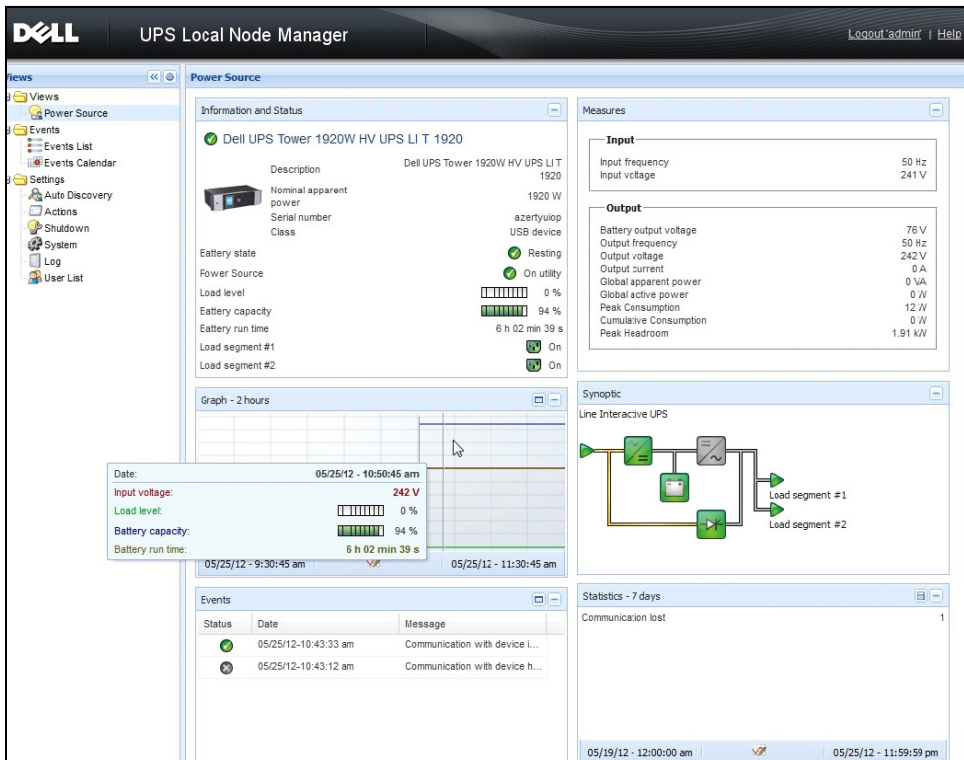 DELL UPS Local Node Manager
Logout 'admin' | Help
Views
Views
Power Source
Events
Events List
Events Calendar
Settings
Auto Discovery
Actions
Shutdown
System
Log
User List
Power Source
Information and Status
Dell UPS Tower 1920W HV UPS LI T 1920
Description Dell UPS Tower 1920W HV UPS LI T 1920
Nominal apparent power 1920 W
Serial number azertyuiop
Class USB device
Battery state Resting
Power Source On utility
Load level 0 %
Battery capacity 94 %
Battery run time 6 h 02 min 39 s
Load segment #1 On
Load segment #2 On
Measures
Input
Input frequency 50 Hz
Input voltage 241 V
Output
Battery output voltage 76 V
Output frequency 50 Hz
Output voltage 242 V
Output current 0 A
Global apparent power 0 VA
Global active power 0 W
Peak Consumption 12 W
Cumulative Consumption 0 W
Peak Headroom 1.91 kW
Graph - 2 hours
Date: 05/25/12 - 10:50:45 am
Input voltage: 242 V
Load level: 0 %
Battery capacity: 94 %
Battery run time: 6 h 02 min 39 s
05/25/12 - 9:30:45 am 05/25/12 - 11:30:45 am
Synoptic
Line Interactive UPS
Load segment #1
Load segment #2
Events
Status Date Message
05/25/12-10:43:33 am Communication with device i...
05/25/12-10:43:12 am Communication with device h...
Statistics - 7 days
Communication lost 1
05/19/12 - 12:00:00 am 05/25/12 - 11:59:59 pm